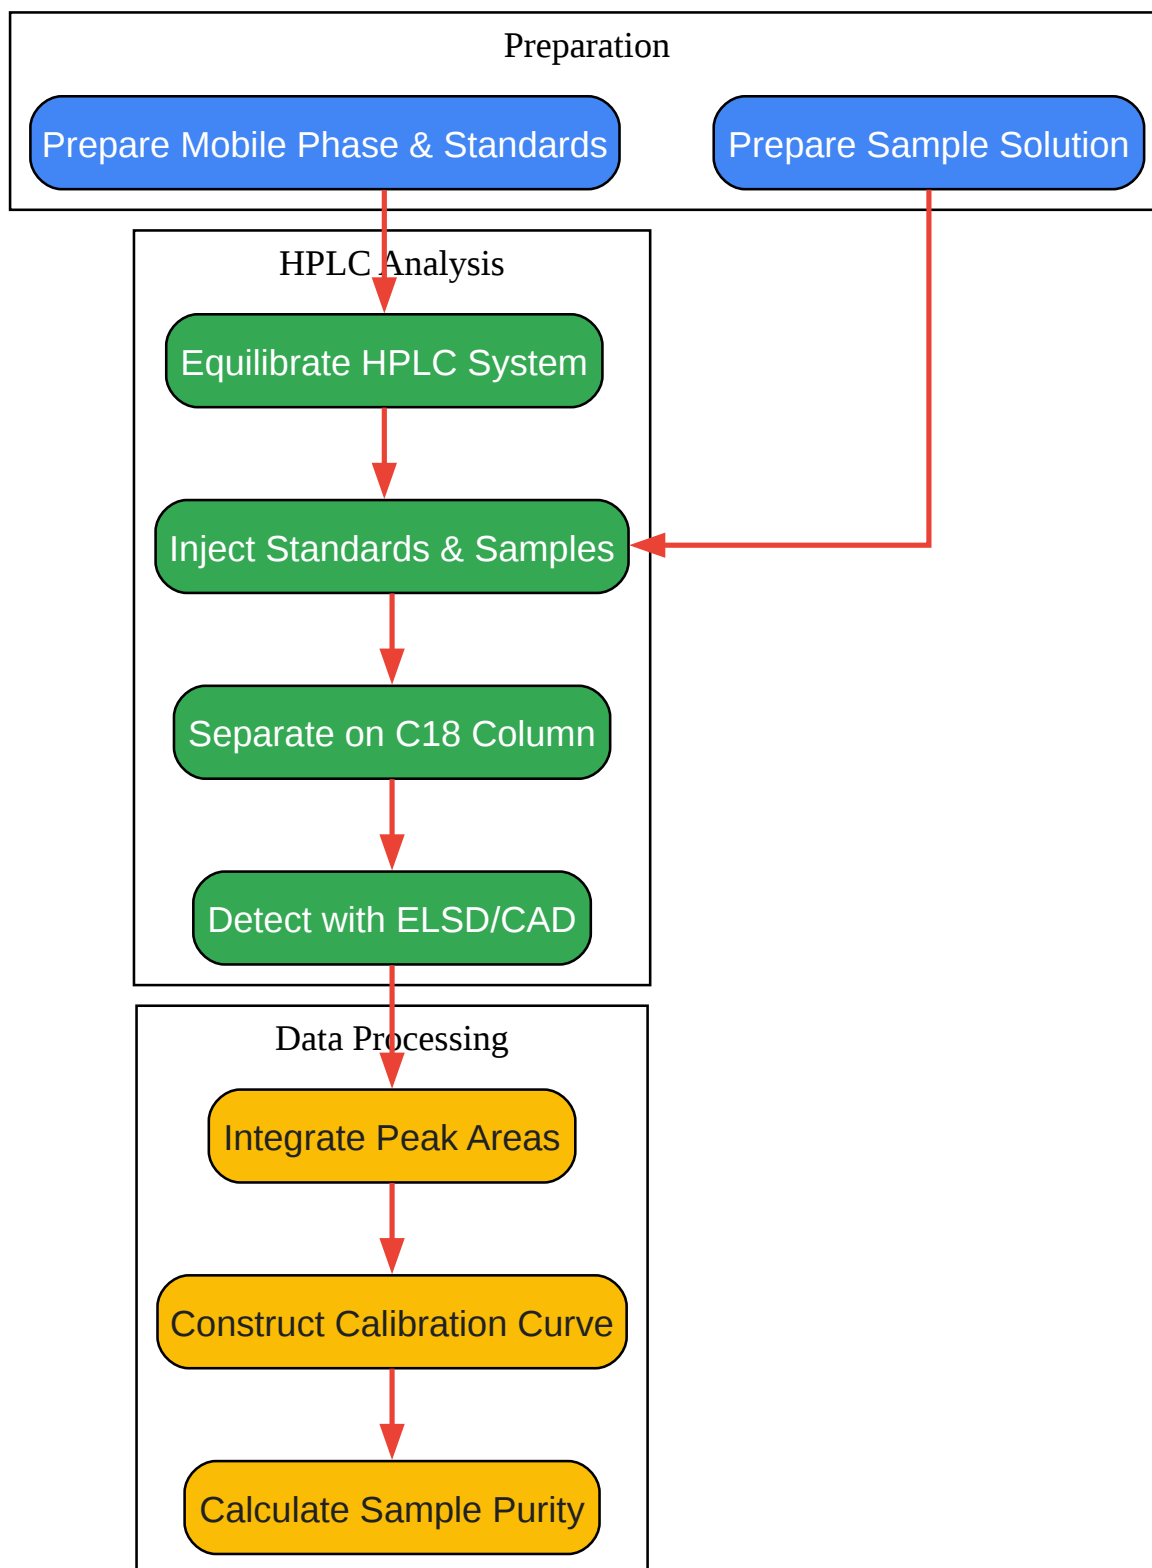 Preparation
Prepare Mobile Phase & Standards
Prepare Sample Solution
HPLC Analysis
Equilibrate HPLC System
Inject Standards & Samples
Separate on C18 Column
Detect with ELSD/CAD
Data Processing
Integrate Peak Areas
Construct Calibration Curve
Calculate Sample Purity